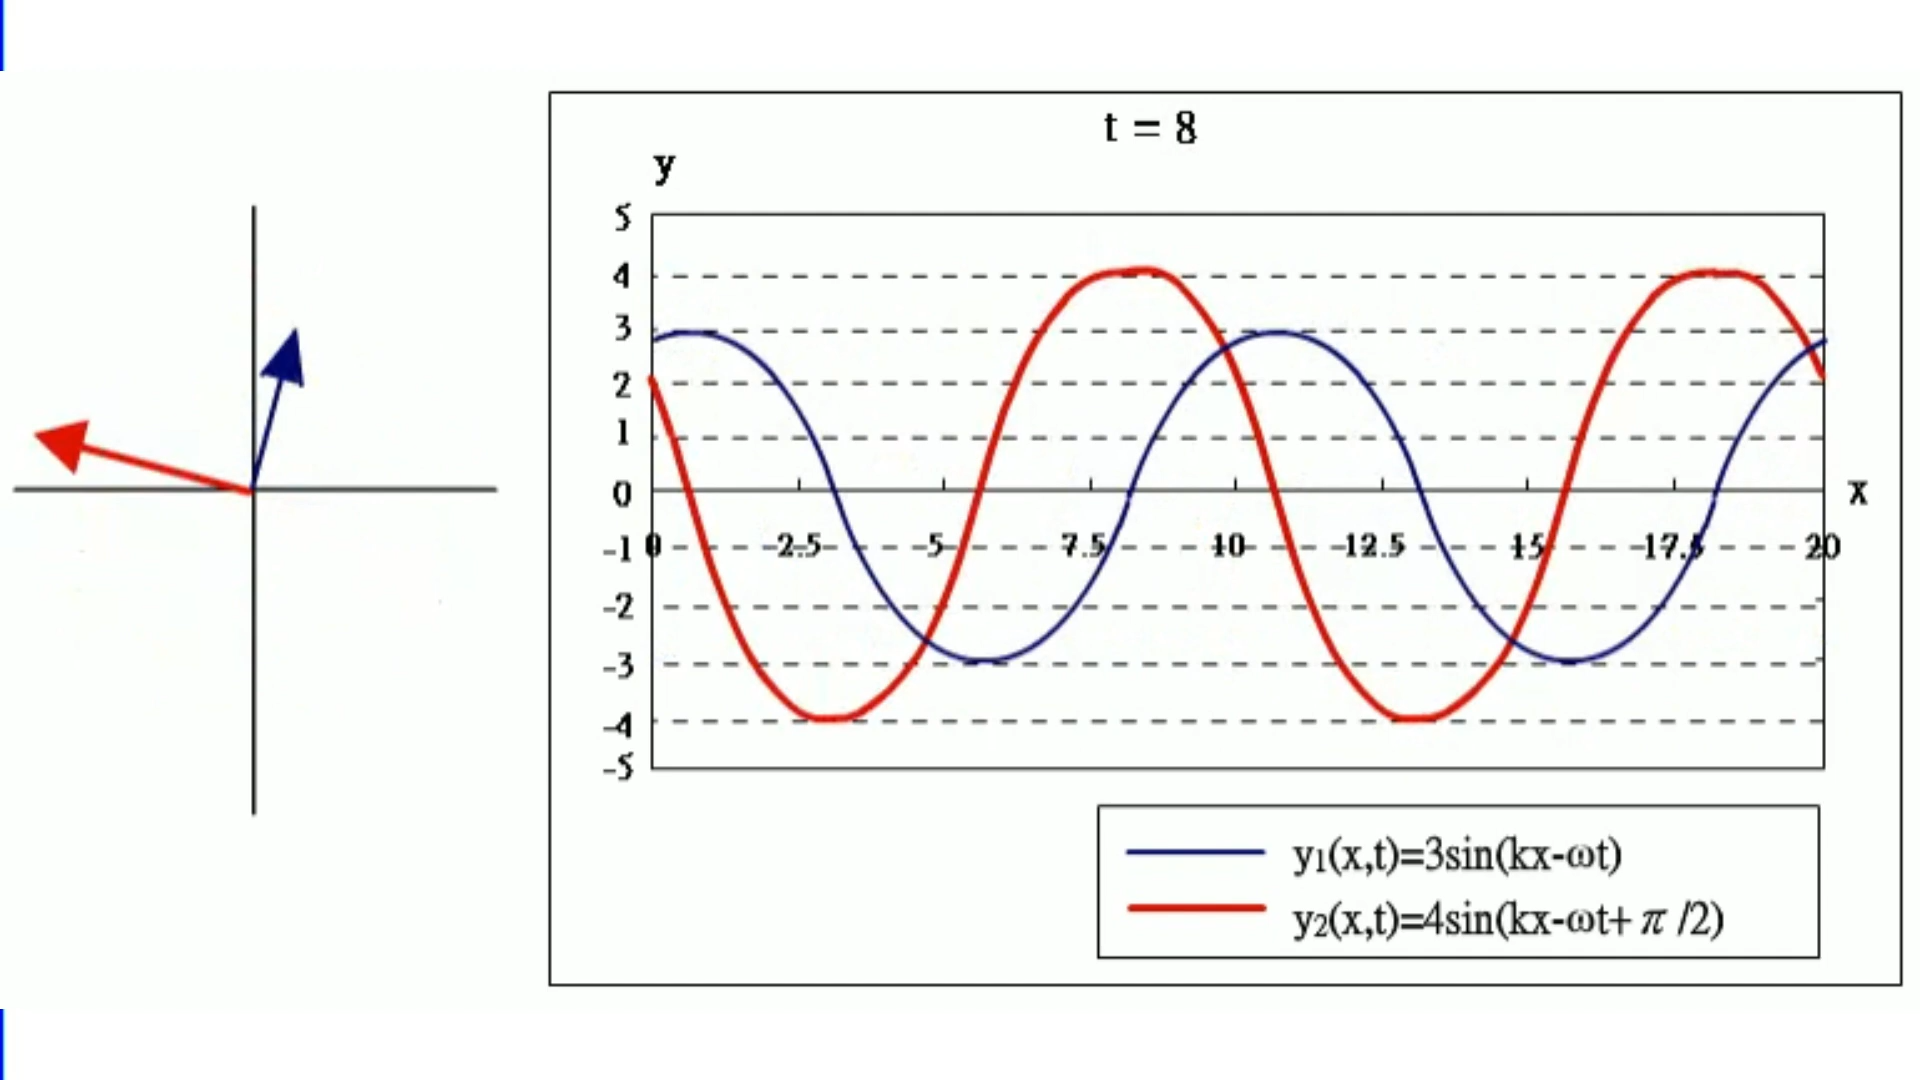 t = 8
y
5
4
3
2
1
0
x
-1 0 2.5 5 7.5 10 12.5 15 17.5 20
-2
-3
-4
-5
y₁(x,t)=3sin(kx-ωt)
y₂(x,t)=4sin(kx-ωt+π/2)